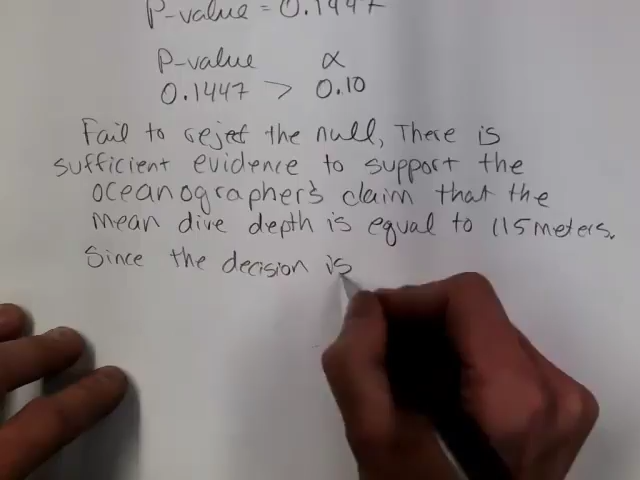 P-value = 0.1447
P-value α
0.1447 > 0.10
Fail to reject the null, There is
sufficient evidence to support the
oceanographer's claim that the
mean dive depth is equal to 115 meters.
Since the decision is